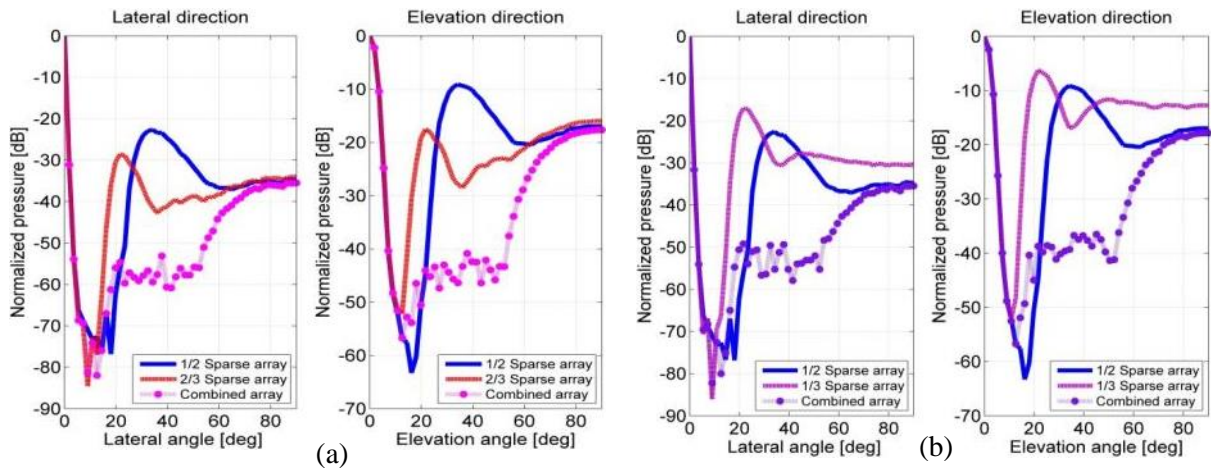 Lateral direction
Elevation direction
Lateral direction
Elevation direction
Normalized pressure [dB]
0
-10
-20
-30
-40
-50
-60
-70
-80
-90
0 20 40 60 80
Lateral angle [deg]
1/2 Sparse array
2/3 Sparse array
Combined array
Normalized pressure [dB]
0
-10
-20
-30
-40
-50
-60
-70
0 20 40 60 80
Elevation angle [deg]
1/2 Sparse array
2/3 Sparse array
Combined array
(a)
Normalized pressure [dB]
0
-10
-20
-30
-40
-50
-60
-70
-80
-90
0 20 40 60 80
Lateral angle [deg]
1/2 Sparse array
1/3 Sparse array
Combined array
Normalized pressure [dB]
0
-10
-20
-30
-40
-50
-60
-70
0 20 40 60 80
Elevation angle [deg]
1/2 Sparse array
1/3 Sparse array
Combined array
(b)